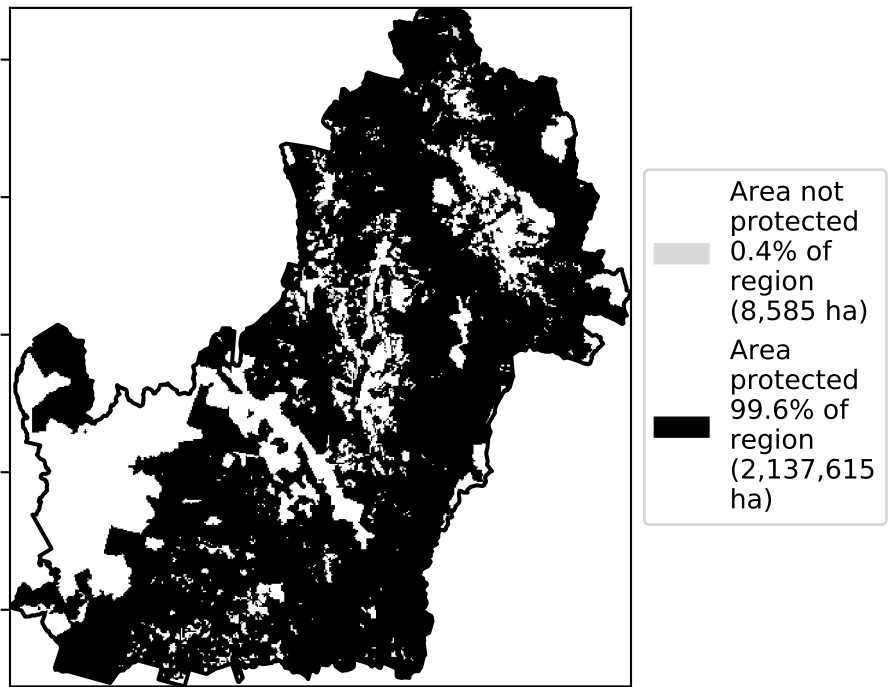 Area not
protected
0.4% of
region
(8,585 ha)
Area
protected
99.6% of
region
(2,137,615
ha)